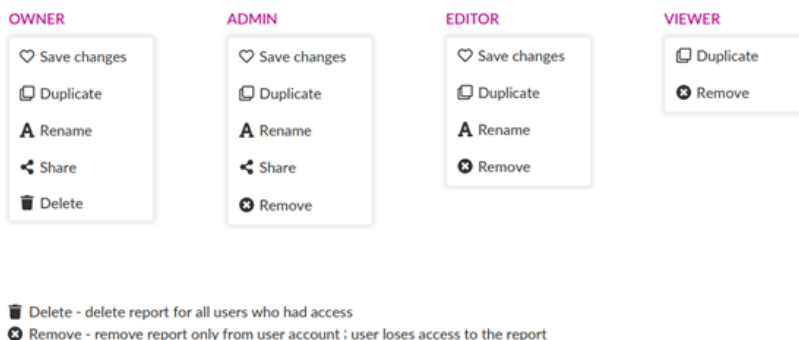 OWNER
Save changes
Duplicate
Rename
Share
Delete
ADMIN
Save changes
Duplicate
Rename
Share
Remove
EDITOR
Save changes
Duplicate
Rename
Remove
VIEWER
Duplicate
Remove
Delete - delete report for all users who had access
Remove - remove report only from user account ; user loses access to the report